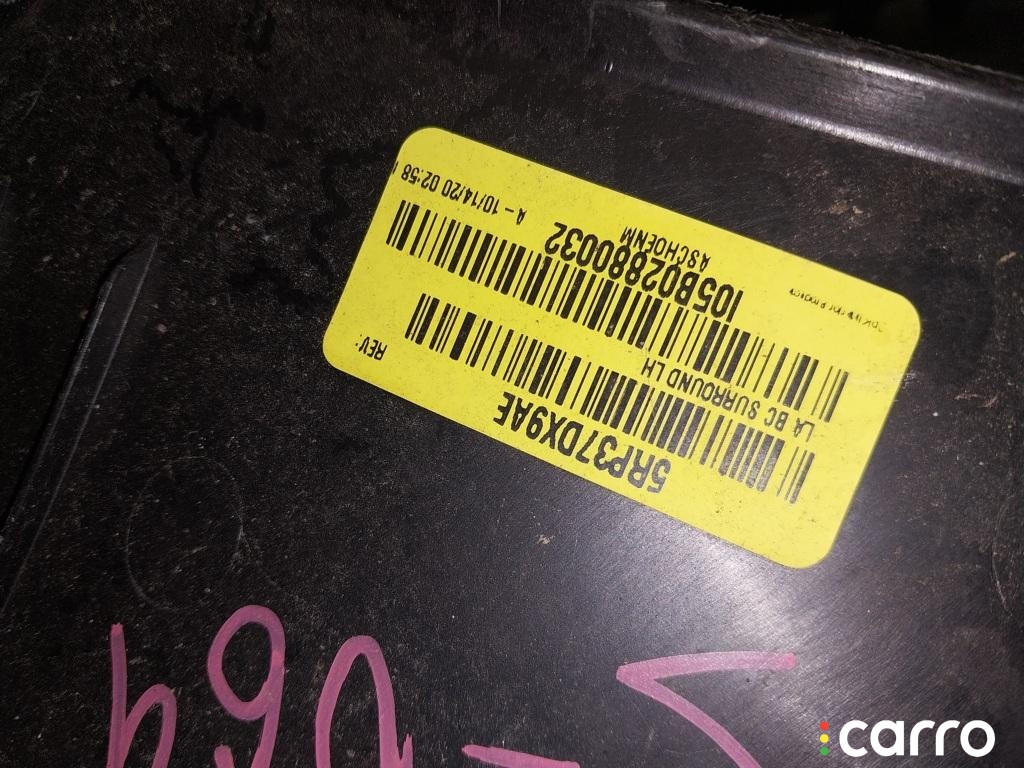 5RP37DX9AE
REV:
LA BC SURROUND LH
I05B02880032
ASCHOENM
A - 10/14/20 02:58
carro